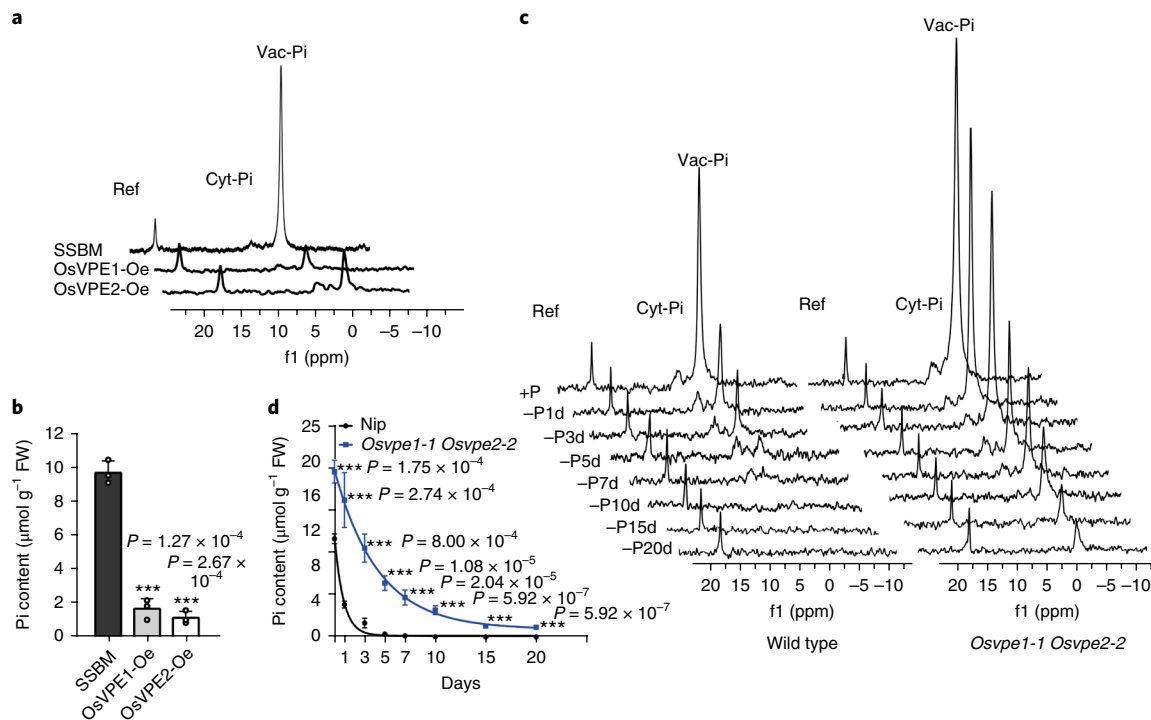 a
Vac-Pi
Ref
Cyt-Pi
SSBM
OsVPE1-Oe
OsVPE2-Oe
20 15 10 5 0 –5 –10
f1 (ppm)
b
12
10
8
6
4
2
0
Pi content (µmol g–1 FW)
P = 1.27 × 10–4
P = 2.67
× 10–4
***
***
SSBM
OsVPE1-Oe
OsVPE2-Oe
d
Nip
Osvpe1-1 Osvpe2-2
25
20
16
12
8
4
0
Pi content (µmol g–1 FW)
*** P = 1.75 × 10–4
*** P = 2.74 × 10–4
*** P = 8.00 × 10–4
*** P = 1.08 × 10–5
*** P = 2.04 × 10–5
*** P = 5.92 × 10–7
***
*** P = 5.92 × 10–7
1 3 5 7 10 15 20
Days
c
Vac-Pi
Vac-Pi
Ref
Cyt-Pi
Ref
Cyt-Pi
+P
–P1d
–P3d
–P5d
–P7d
–P10d
–P15d
–P20d
20 15 10 5 0 –5 –10
20 15 10 5 0 –5 –10
f1 (ppm)
f1 (ppm)
Wild type
Osvpe1-1 Osvpe2-2